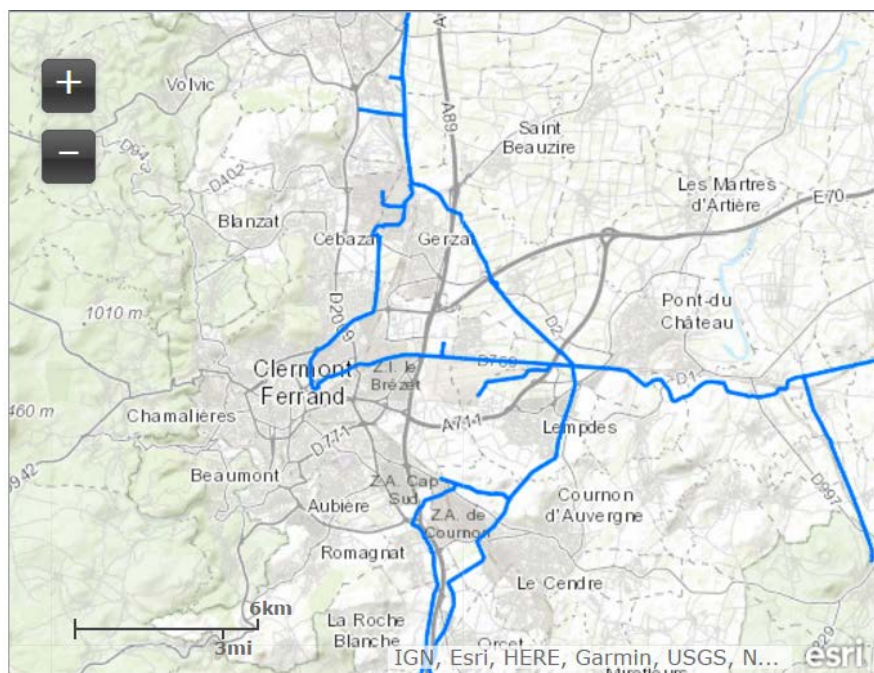 +
−
Volvic
A89
Saint
Beauzire
D402
Les Martres
d'Artière
E70
Blanzat
Cebazat
Gerzat
1010 m
Pont-du
Château
Clermont
Ferrand
Z.I. le
Brézet
D769
D1
Chamalières
460 m
A711
Lempdes
D771
Beaumont
Z.A. Cap
Sud
D997
Aubière
Z.A. de
Cournon
Cournon
d'Auvergne
Romagnat
Le Cendre
6km
3mi
La Roche
Blanche
Orcet
IGN, Esri, HERE, Garmin, USGS, N...
esri